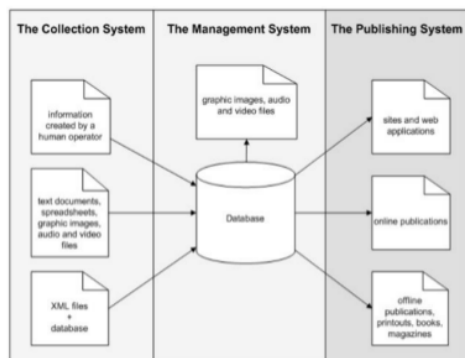 The Collection System
The Management System
The Publishing System
information
created by a
human operator
text documents,
spreadsheets,
graphic images,
audio and video
files
XML files
+
database
graphic images, audio
and video files
Database
sites and web
applications
online publications
offline
publications,
printouts, books,
magazines